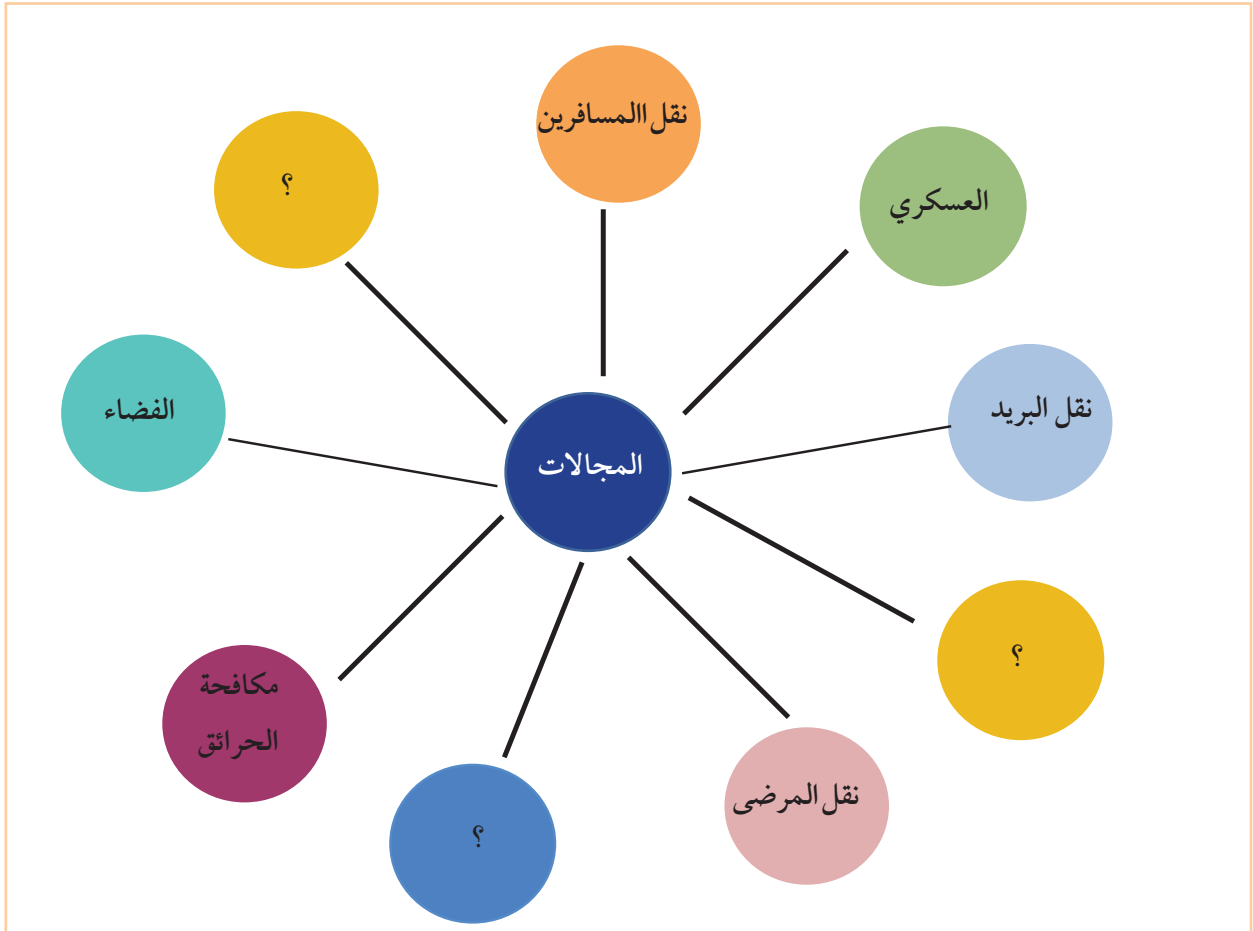 نقل االمسافرين
؟
العسكري
الفضاء
نقل البريد
المجالات
؟
مكافحة
الحرائق
نقل المرضى
؟